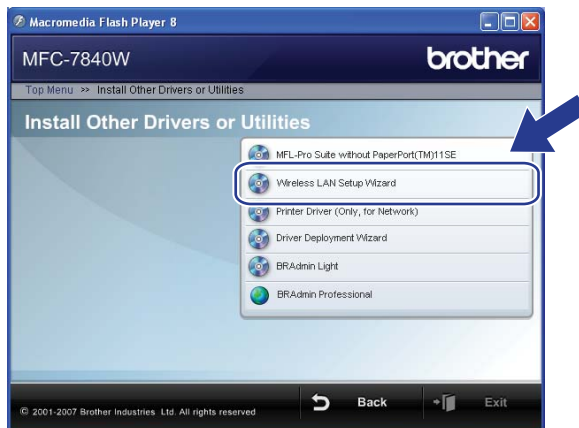 Macromedia Flash Player 8
MFC-7840W
brother
Top Menu >> Install Other Drivers or Utilities
Install Other Drivers or Utilities
MFL-Pro Suite without PaperPort(TM)11SE
Wireless LAN Setup Wizard
Printer Driver (Only, for Network)
Driver Deployment Wizard
BRAdmin Light
BRAdmin Professional
© 2001-2007 Brother Industries Ltd. All rights reserved
Back
Exit